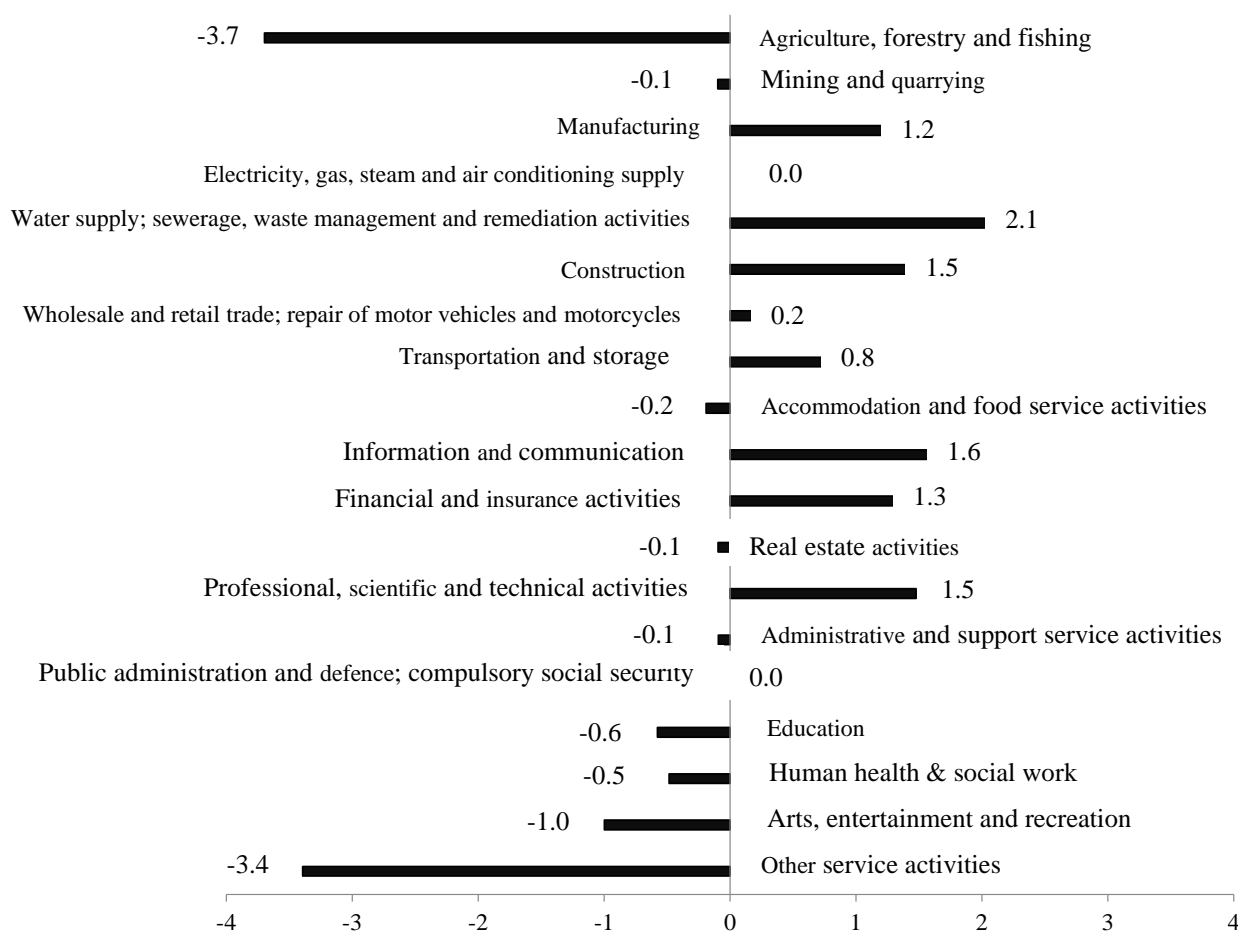 -3.7 Agriculture, forestry and fishing
-0.1 Mining and quarrying
Manufacturing 1.2
Electricity, gas, steam and air conditioning supply 0.0
Water supply; sewerage, waste management and remediation activities 2.1
Construction 1.5
Wholesale and retail trade; repair of motor vehicles and motorcycles 0.2
Transportation and storage 0.8
-0.2 Accommodation and food service activities
Information and communication 1.6
Financial and insurance activities 1.3
-0.1 Real estate activities
Professional, scientific and technical activities 1.5
-0.1 Administrative and support service activities
Public administration and defence; compulsory social security 0.0
-0.6 Education
-0.5 Human health & social work
-1.0 Arts, entertainment and recreation
-3.4 Other service activities
-4 -3 -2 -1 0 1 2 3 4